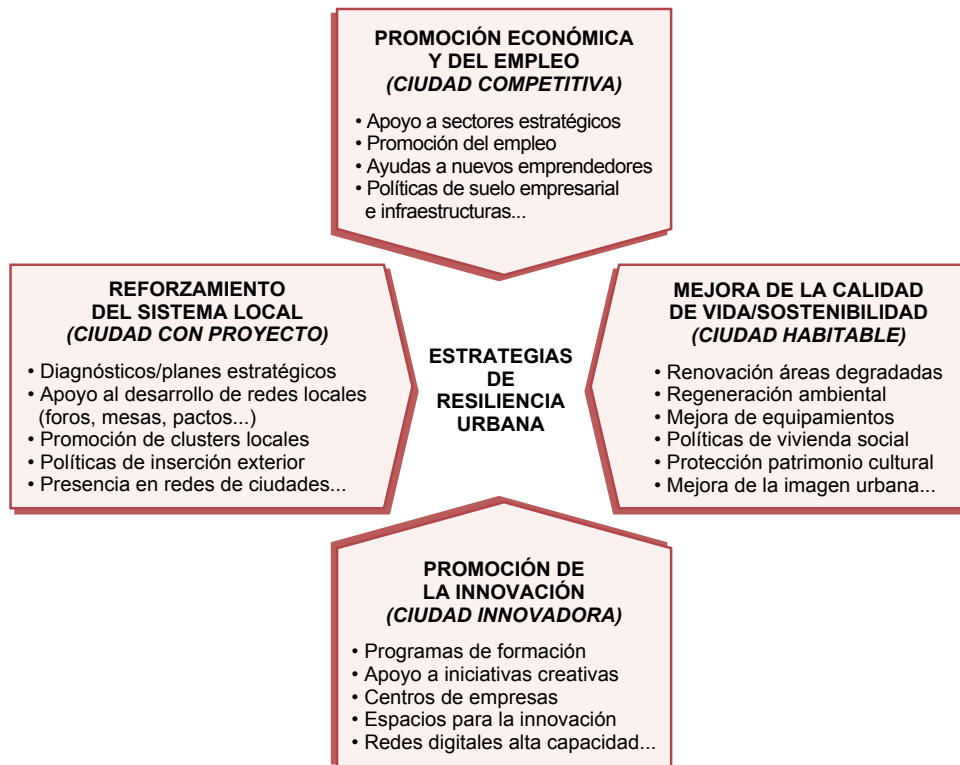 PROMOCIÓN ECONÓMICA
Y DEL EMPLEO
(CIUDAD COMPETITIVA)
• Apoyo a sectores estratégicos
• Promoción del empleo
• Ayudas a nuevos emprendedores
• Políticas de suelo empresarial
e infraestructuras...
REFORZAMIENTO
DEL SISTEMA LOCAL
(CIUDAD CON PROYECTO)
• Diagnósticos/planes estratégicos
• Apoyo al desarrollo de redes locales
(foros, mesas, pactos...)
• Promoción de clusters locales
• Políticas de inserción exterior
• Presencia en redes de ciudades...
ESTRATEGIAS
DE
RESILIENCIA
URBANA
MEJORA DE LA CALIDAD
DE VIDA/SOSTENIBILIDAD
(CIUDAD HABITABLE)
• Renovación áreas degradadas
• Regeneración ambiental
• Mejora de equipamientos
• Políticas de vivienda social
• Protección patrimonio cultural
• Mejora de la imagen urbana...
PROMOCIÓN DE
LA INNOVACIÓN
(CIUDAD INNOVADORA)
• Programas de formación
• Apoyo a iniciativas creativas
• Centros de empresas
• Espacios para la innovación
• Redes digitales alta capacidad...